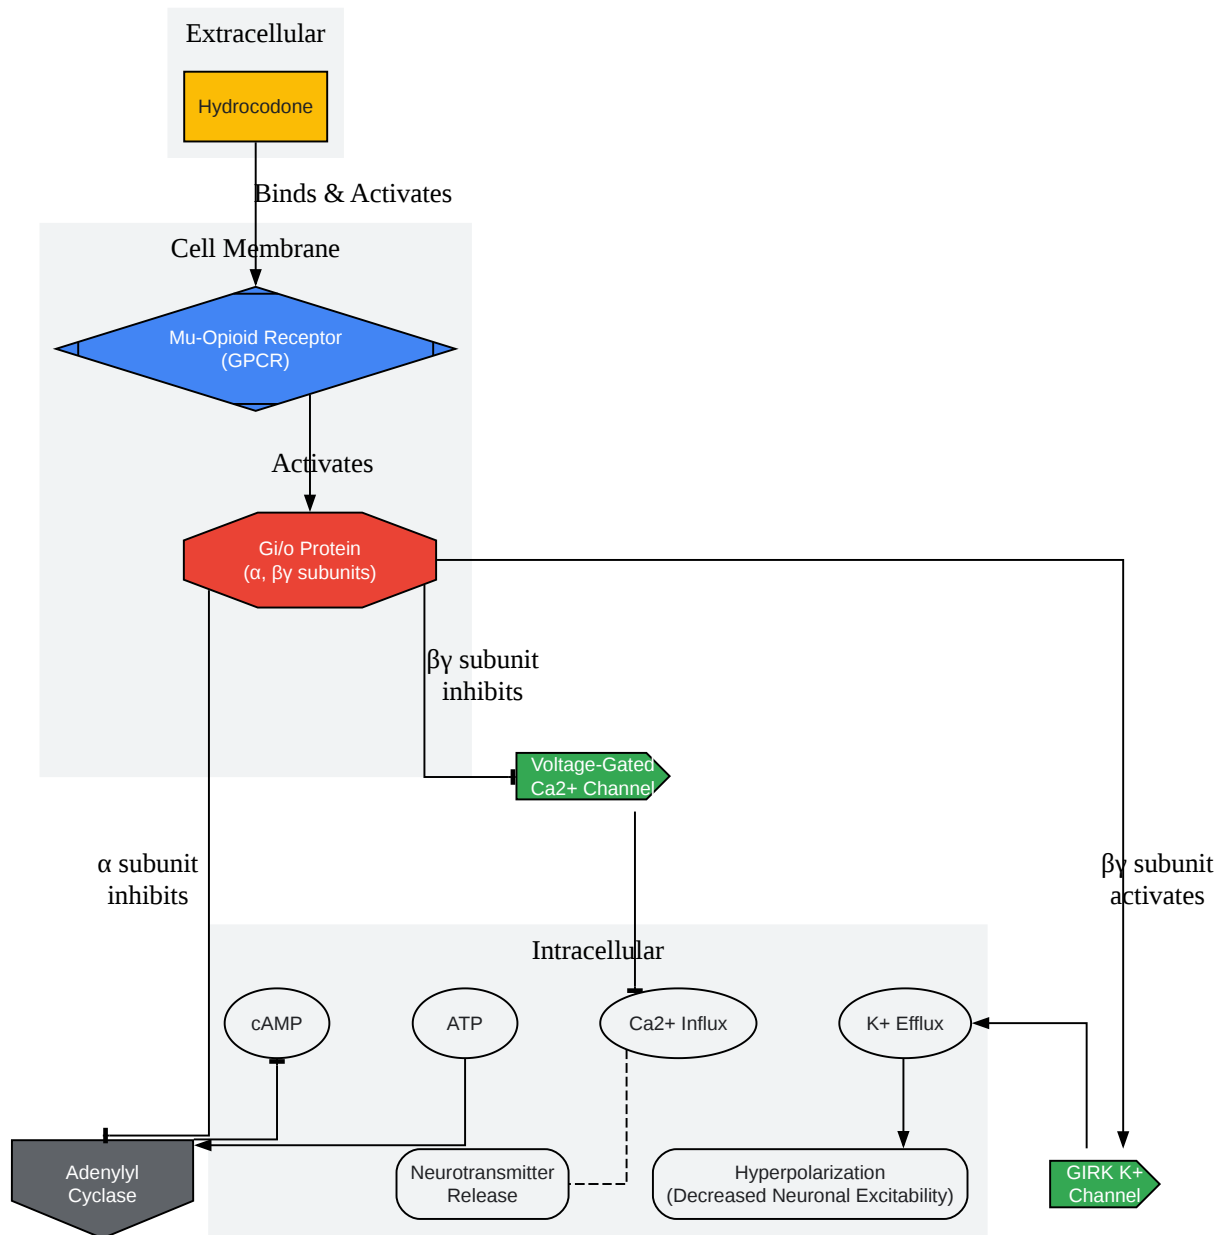 Extracellular
Hydrocodone
Binds & Activates
Cell Membrane
Mu-Opioid Receptor
(GPCR)
Activates
Gi/o Protein
(α, βγ subunits)
βγ subunit
inhibits
Voltage-Gated
Ca2+ Channel
α subunit
inhibits
βγ subunit
activates
Intracellular
cAMP
ATP
Ca2+ Influx
K+ Efflux
Adenylyl
Cyclase
Neurotransmitter
Release
Hyperpolarization
(Decreased Neuronal Excitability)
GIRK K+
Channel